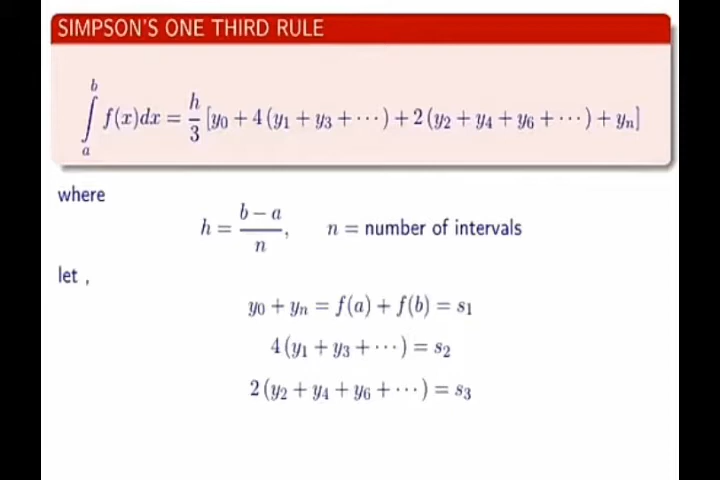 SIMPSON'S ONE THIRD RULE
∫_a^b f(x)dx = h/3 [y₀ + 4 (y₁ + y₃ + ⋯) + 2 (y₂ + y₄ + y₆ + ⋯) + yₙ]
where
h = (b − a)/n, n = number of intervals
let ,
y₀ + yₙ = f(a) + f(b) = s₁
4 (y₁ + y₃ + ⋯) = s₂
2 (y₂ + y₄ + y₆ + ⋯) = s₃